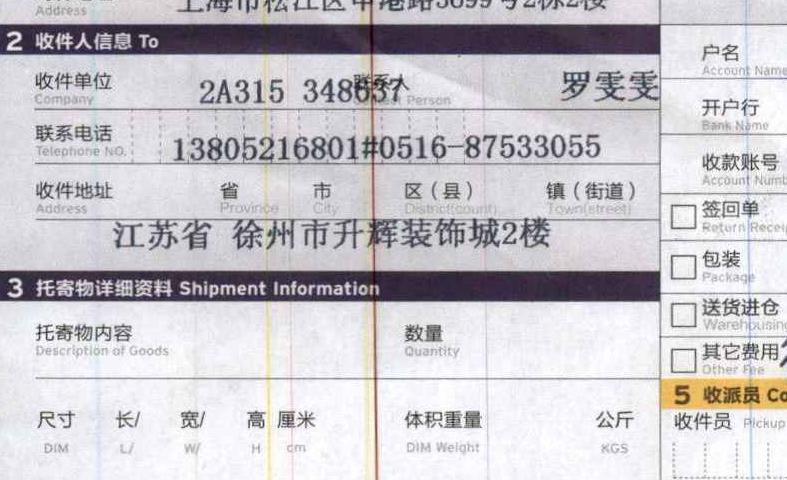 Address 上海市松江区申港路3699号2栋2楼
2 收件人信息 To
收件单位 2A315 348637 联系人 罗雯雯
Company Contact Person
联系电话 13805216801#0516-87533055
Telephone NO.
收件地址 省 市 区（县） 镇（街道）
Address Province City District(count) Town(street)
江苏省 徐州市升辉装饰城2楼
3 托寄物详细资料 Shipment Information
托寄物内容 数量
Description of Goods Quantity
尺寸 长/ 宽/ 高 厘米 体积重量 公斤
DIM L/ W/ H cm DIM Weight KGS
户名
Account Name
开户行
Bank Name
收款账号
Account Numb
签回单
Return Receip
包装
Package
送货进仓
Warehousing
其它费用
Other Fee
5 收派员 Co
收件员 Pickup